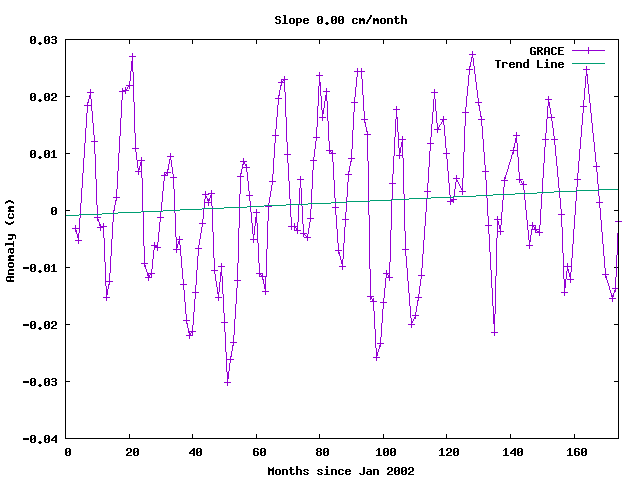 Slope 0.00 cm/month
0.03
0.02
0.01
0
-0.01
-0.02
-0.03
-0.04
Anomaly (cm)
GRACE
Trend Line
0 20 40 60 80 100 120 140 160
Months since Jan 2002